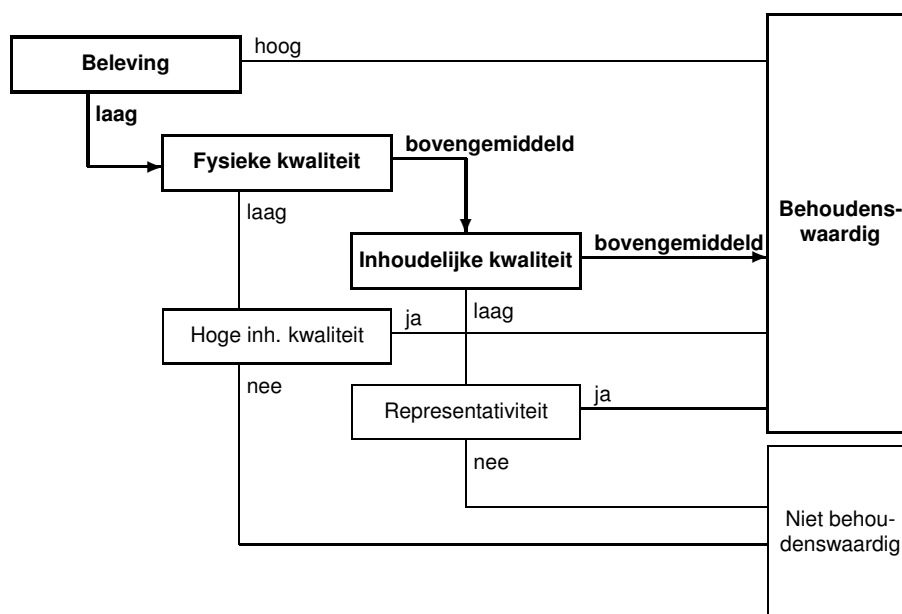 hoog
Beleving
laag
Fysieke kwaliteit
bovengemiddeld
laag
Behoudens-
waardig
bovengemiddeld
Inhoudelijke kwaliteit
laag
Hoge inh. kwaliteit
ja
nee
Representativiteit
ja
nee
Niet behou-
denswaardig